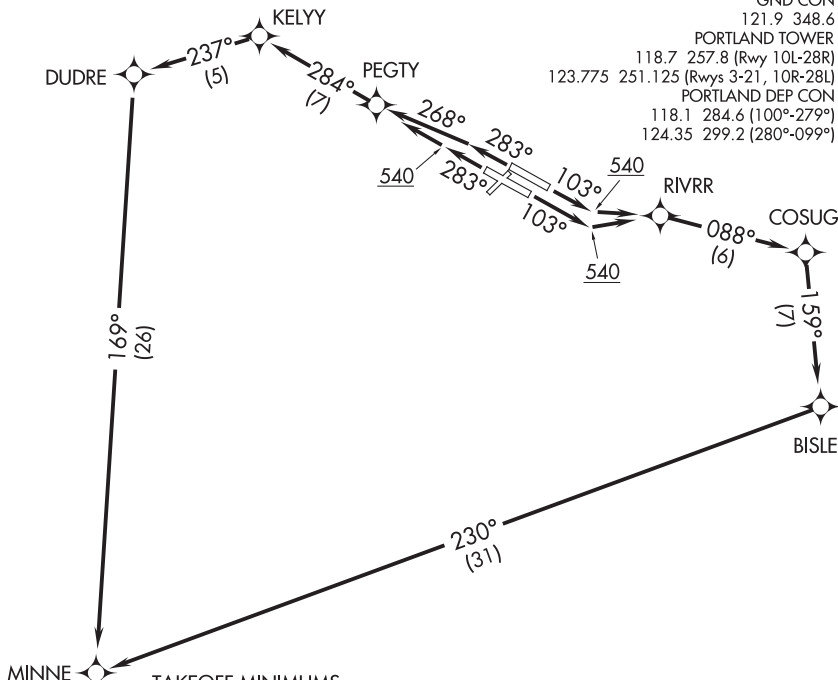 GND CON
121.9 348.6
PORTLAND TOWER
118.7 257.8 (Rwy 10L-28R)
123.775 251.125 (Rwys 3-21, 10R-28L)
PORTLAND DEP CON
118.1 284.6 (100°-279°)
124.35 299.2 (280°-099°)
KELYY
237°
(5)
DUDRE
284°
(7)
PEGTY
268°
283°
540
283°
103°
540
103°
540
RIVRR
088°
(6)
COSUG
159°
(7)
BISLE
169°
(26)
230°
(31)
MINNE
TAKEOFF MINIMUMS